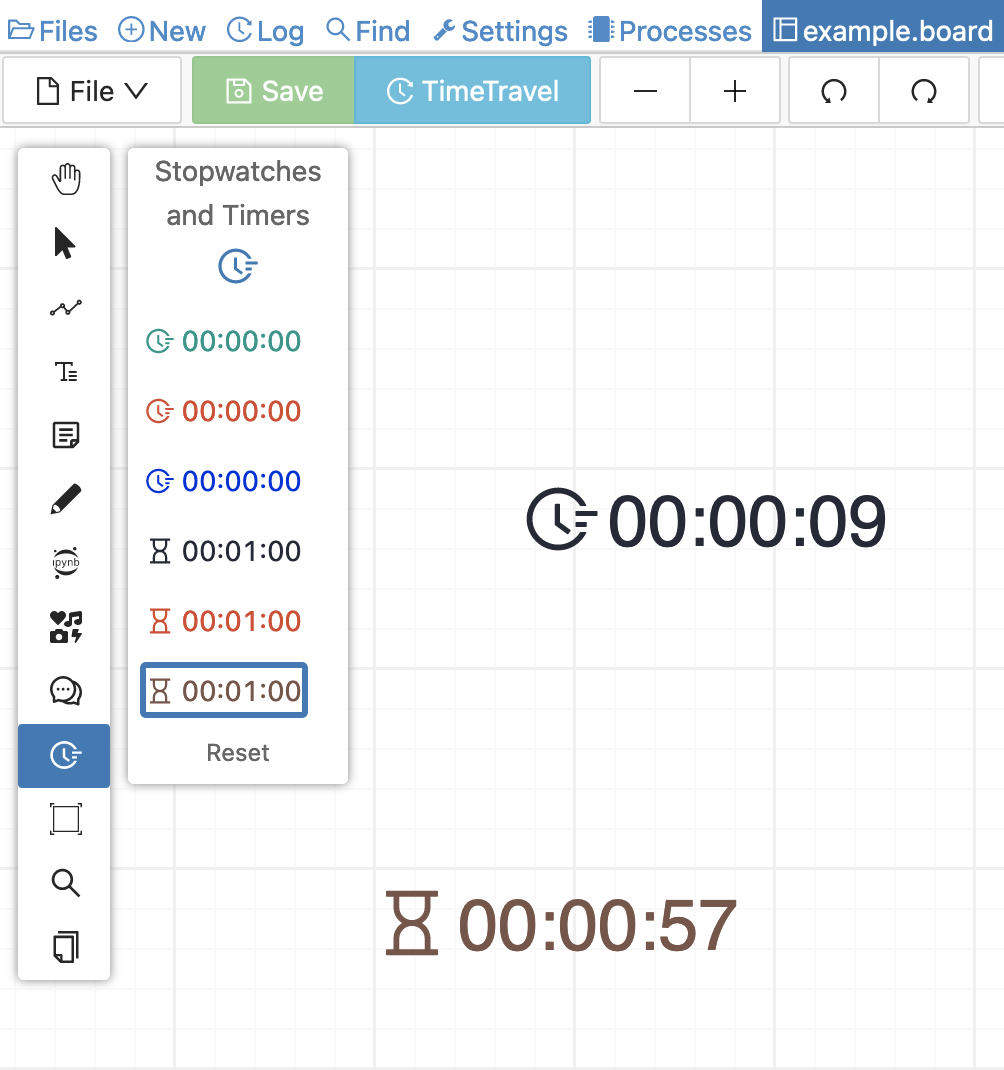 Files New Log Find Settings Processes example.board
File Save TimeTravel
Stopwatches
and Timers
00:00:00
00:00:00
00:00:00
00:01:00
00:01:00
00:01:00
Reset
ipynb
00:00:09
00:00:57